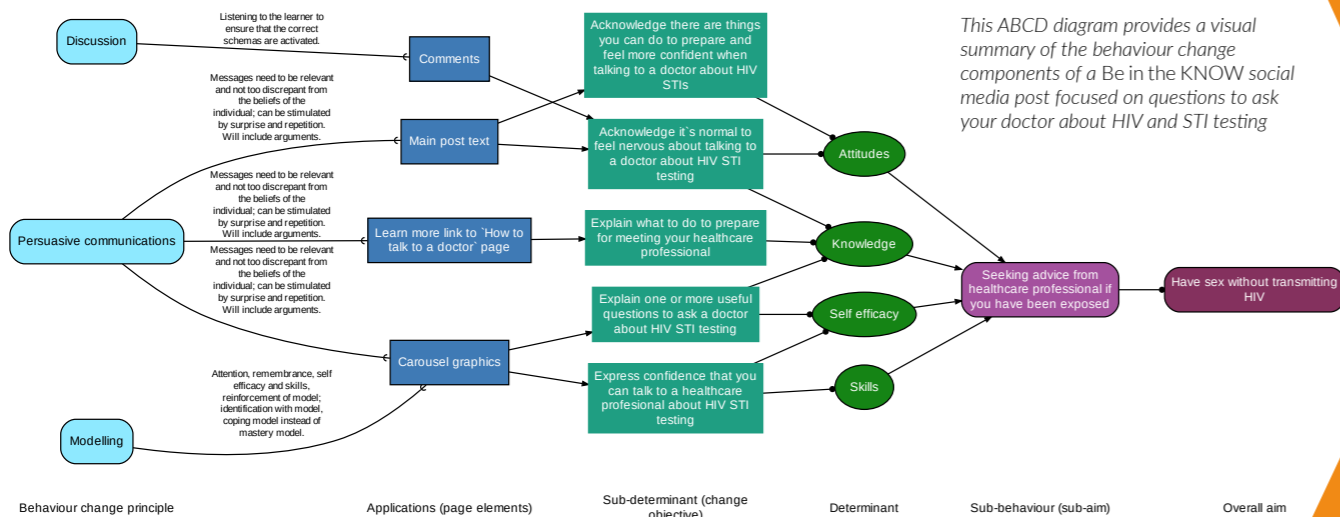 Discussion
Listening to the learner to
ensure that the correct
schemas are activated.
Comments
Acknowledge there are things
you can do to prepare and
feel more confident when
talking to a doctor about HIV
STIs
This ABCD diagram provides a visual
summary of the behaviour change
components of a Be in the KNOW social
media post focused on questions to ask
your doctor about HIV and STI testing
Messages need to be relevant
and not too discrepant from
the beliefs of the
individual; can be stimulated
by surprise and repetition.
Will include arguments.
Main post text
Acknowledge it`s normal to
feel nervous about talking to
a doctor about HIV STI
testing
Attitudes
Persuasive communications
Messages need to be relevant
and not too discrepant from
the beliefs of the
individual; can be stimulated
by surprise and repetition.
Will include arguments.
Learn more link to `How to
talk to a doctor` page
Explain what to do to prepare
for meeting your healthcare
professional
Knowledge
Messages need to be relevant
and not too discrepant from
the beliefs of the
individual; can be stimulated
by surprise and repetition.
Will include arguments.
Carousel graphics
Explain one or more useful
questions to ask a doctor
about HIV STI testing
Self efficacy
Seeking advice from
healthcare professional if
you have been exposed
Have sex without transmitting
HIV
Modelling
Attention, remembrance, self
efficacy and skills,
reinforcement of model;
identification with model,
coping model instead of
mastery model.
Express confidence that you
can talk to a healthcare
profesional about HIV STI
testing
Skills
Behaviour change principle
Applications (page elements)
Sub-determinant (change
objective)
Determinant
Sub-behaviour (sub-aim)
Overall aim